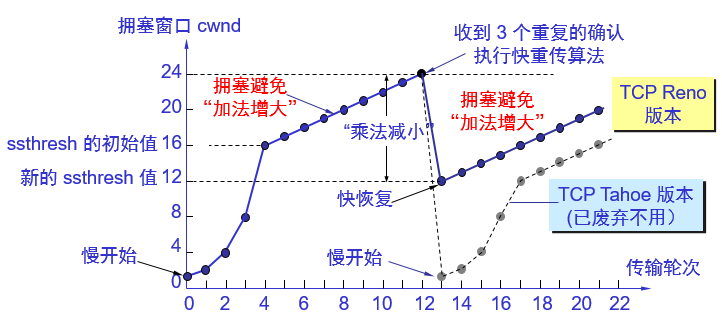 拥塞窗口 cwnd
收到 3 个重复的确认
执行快重传算法
24
20
ssthresh 的初始值 16
新的 ssthresh 值 12
8
4
0
拥塞避免
“加法增大”
“乘法减小
拥塞避免
“加法增大”
TCP Reno
版本
快恢复
TCP Tahoe 版本
(已废弃不用）
慢开始
慢开始
传输轮次
0 2 4 6 8 10 12 14 16 18 20 22